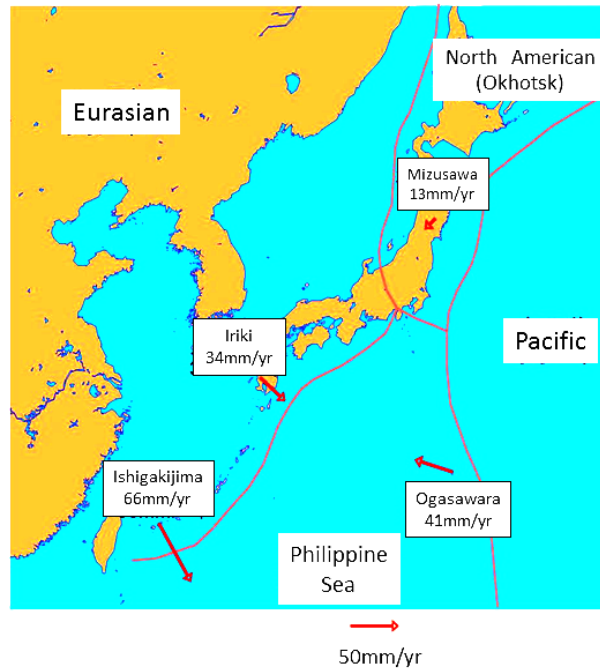 North American
(Okhotsk)
Eurasian
Mizusawa
13mm/yr
Iriki
34mm/yr
Pacific
Ishigakijima
66mm/yr
Ogasawara
41mm/yr
Philippine
Sea
50mm/yr